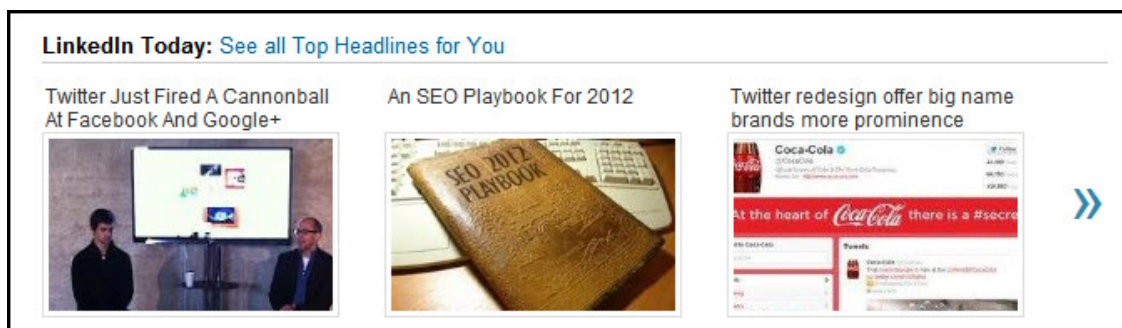 LinkedIn Today: See all Top Headlines for You
Twitter Just Fired A Cannonball
At Facebook And Google+
An SEO Playbook For 2012
Twitter redesign offer big name
brands more prominence
SEO 2012
PLAYBOOK
Coca-Cola
@CocaCola
Follow
At the heart of Coca-Cola there is a #secre
Tweets
»